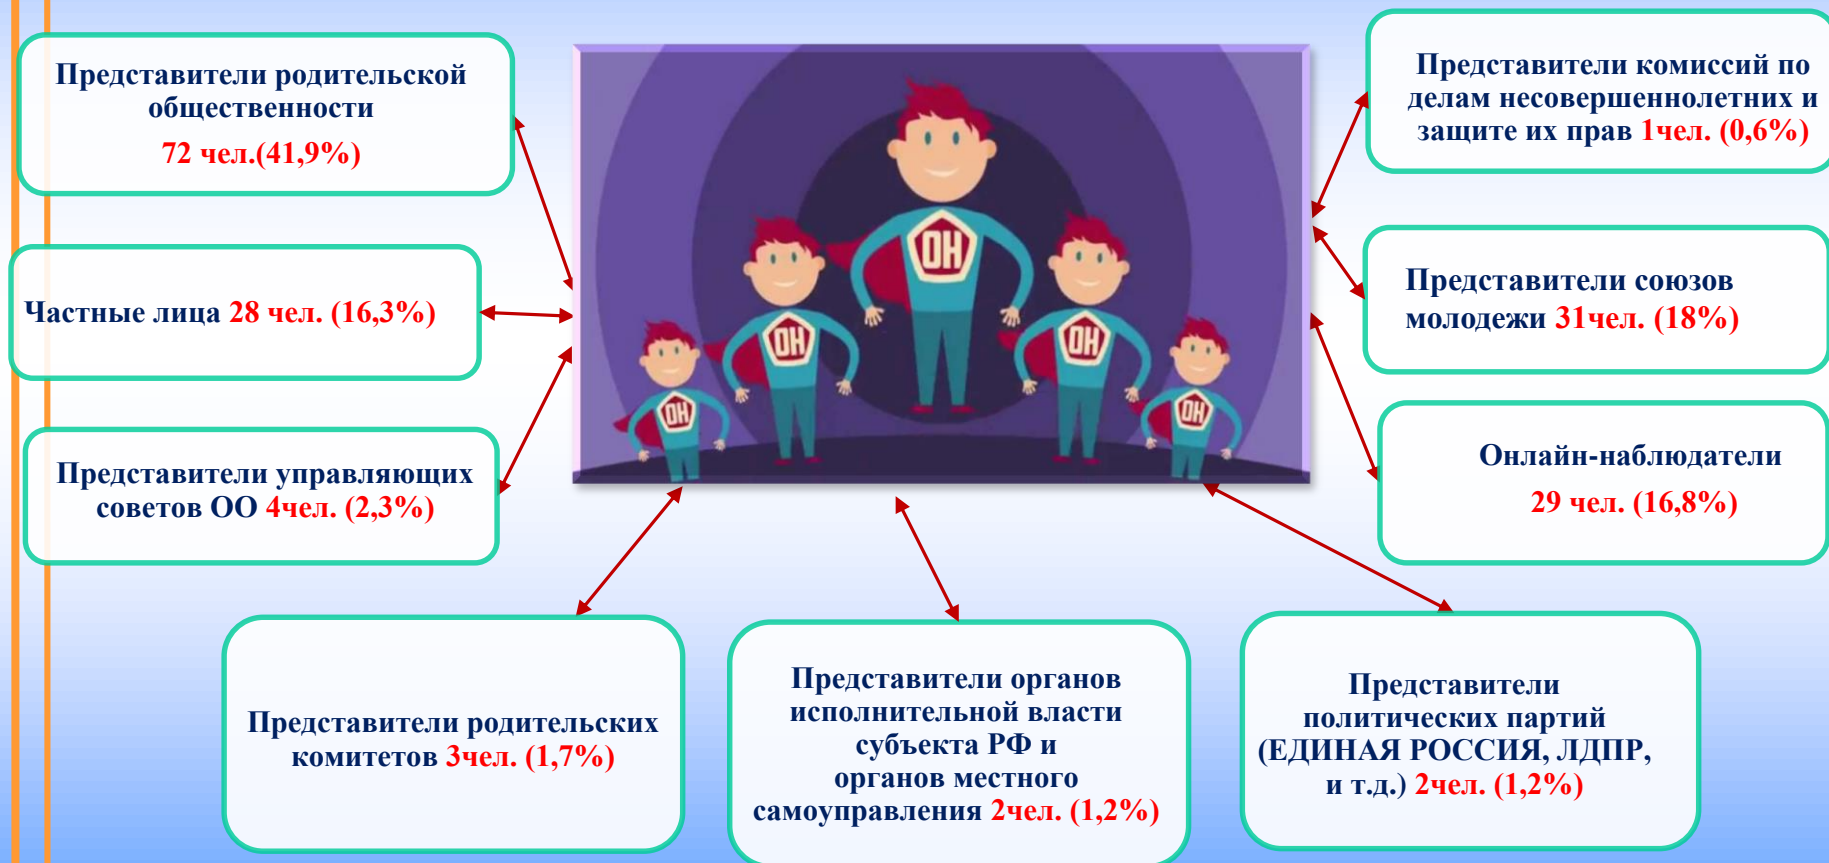 Представители родительской
общественности
72 чел.(41,9%)
Частные лица 28 чел. (16,3%)
Представители управляющих
советов ОО 4чел. (2,3%)
ОН
ОН
ОН
ОН
ОН
Представители комиссий по
делам несовершеннолетних и
защите их прав 1чел. (0,6%)
Представители союзов
молодежи 31чел. (18%)
Онлайн-наблюдатели
29 чел. (16,8%)
Представители родительских
комитетов 3чел. (1,7%)
Представители органов
исполнительной власти
субъекта РФ и
органов местного
самоуправления 2чел. (1,2%)
Представители
политических партий
(ЕДИНАЯ РОССИЯ, ЛДПР,
и т.д.) 2чел. (1,2%)